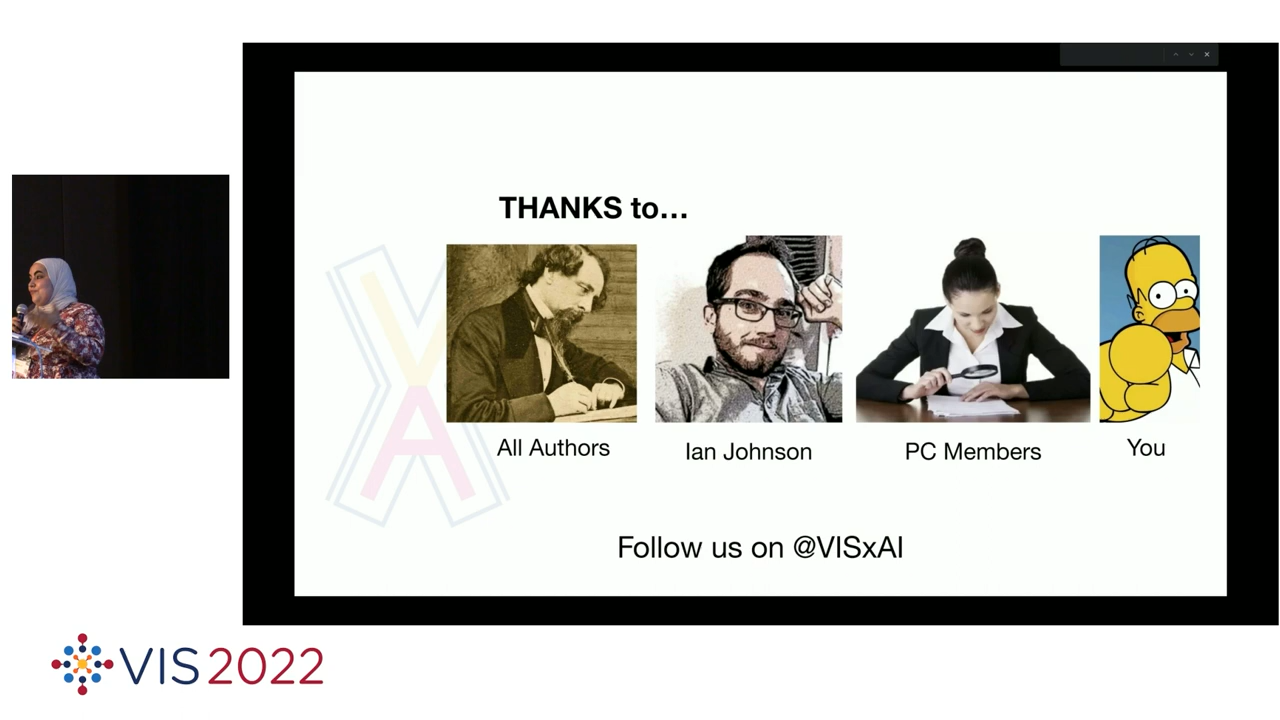 THANKS to…
All Authors
Ian Johnson
PC Members
You
Follow us on @VISxAI
VIS2022